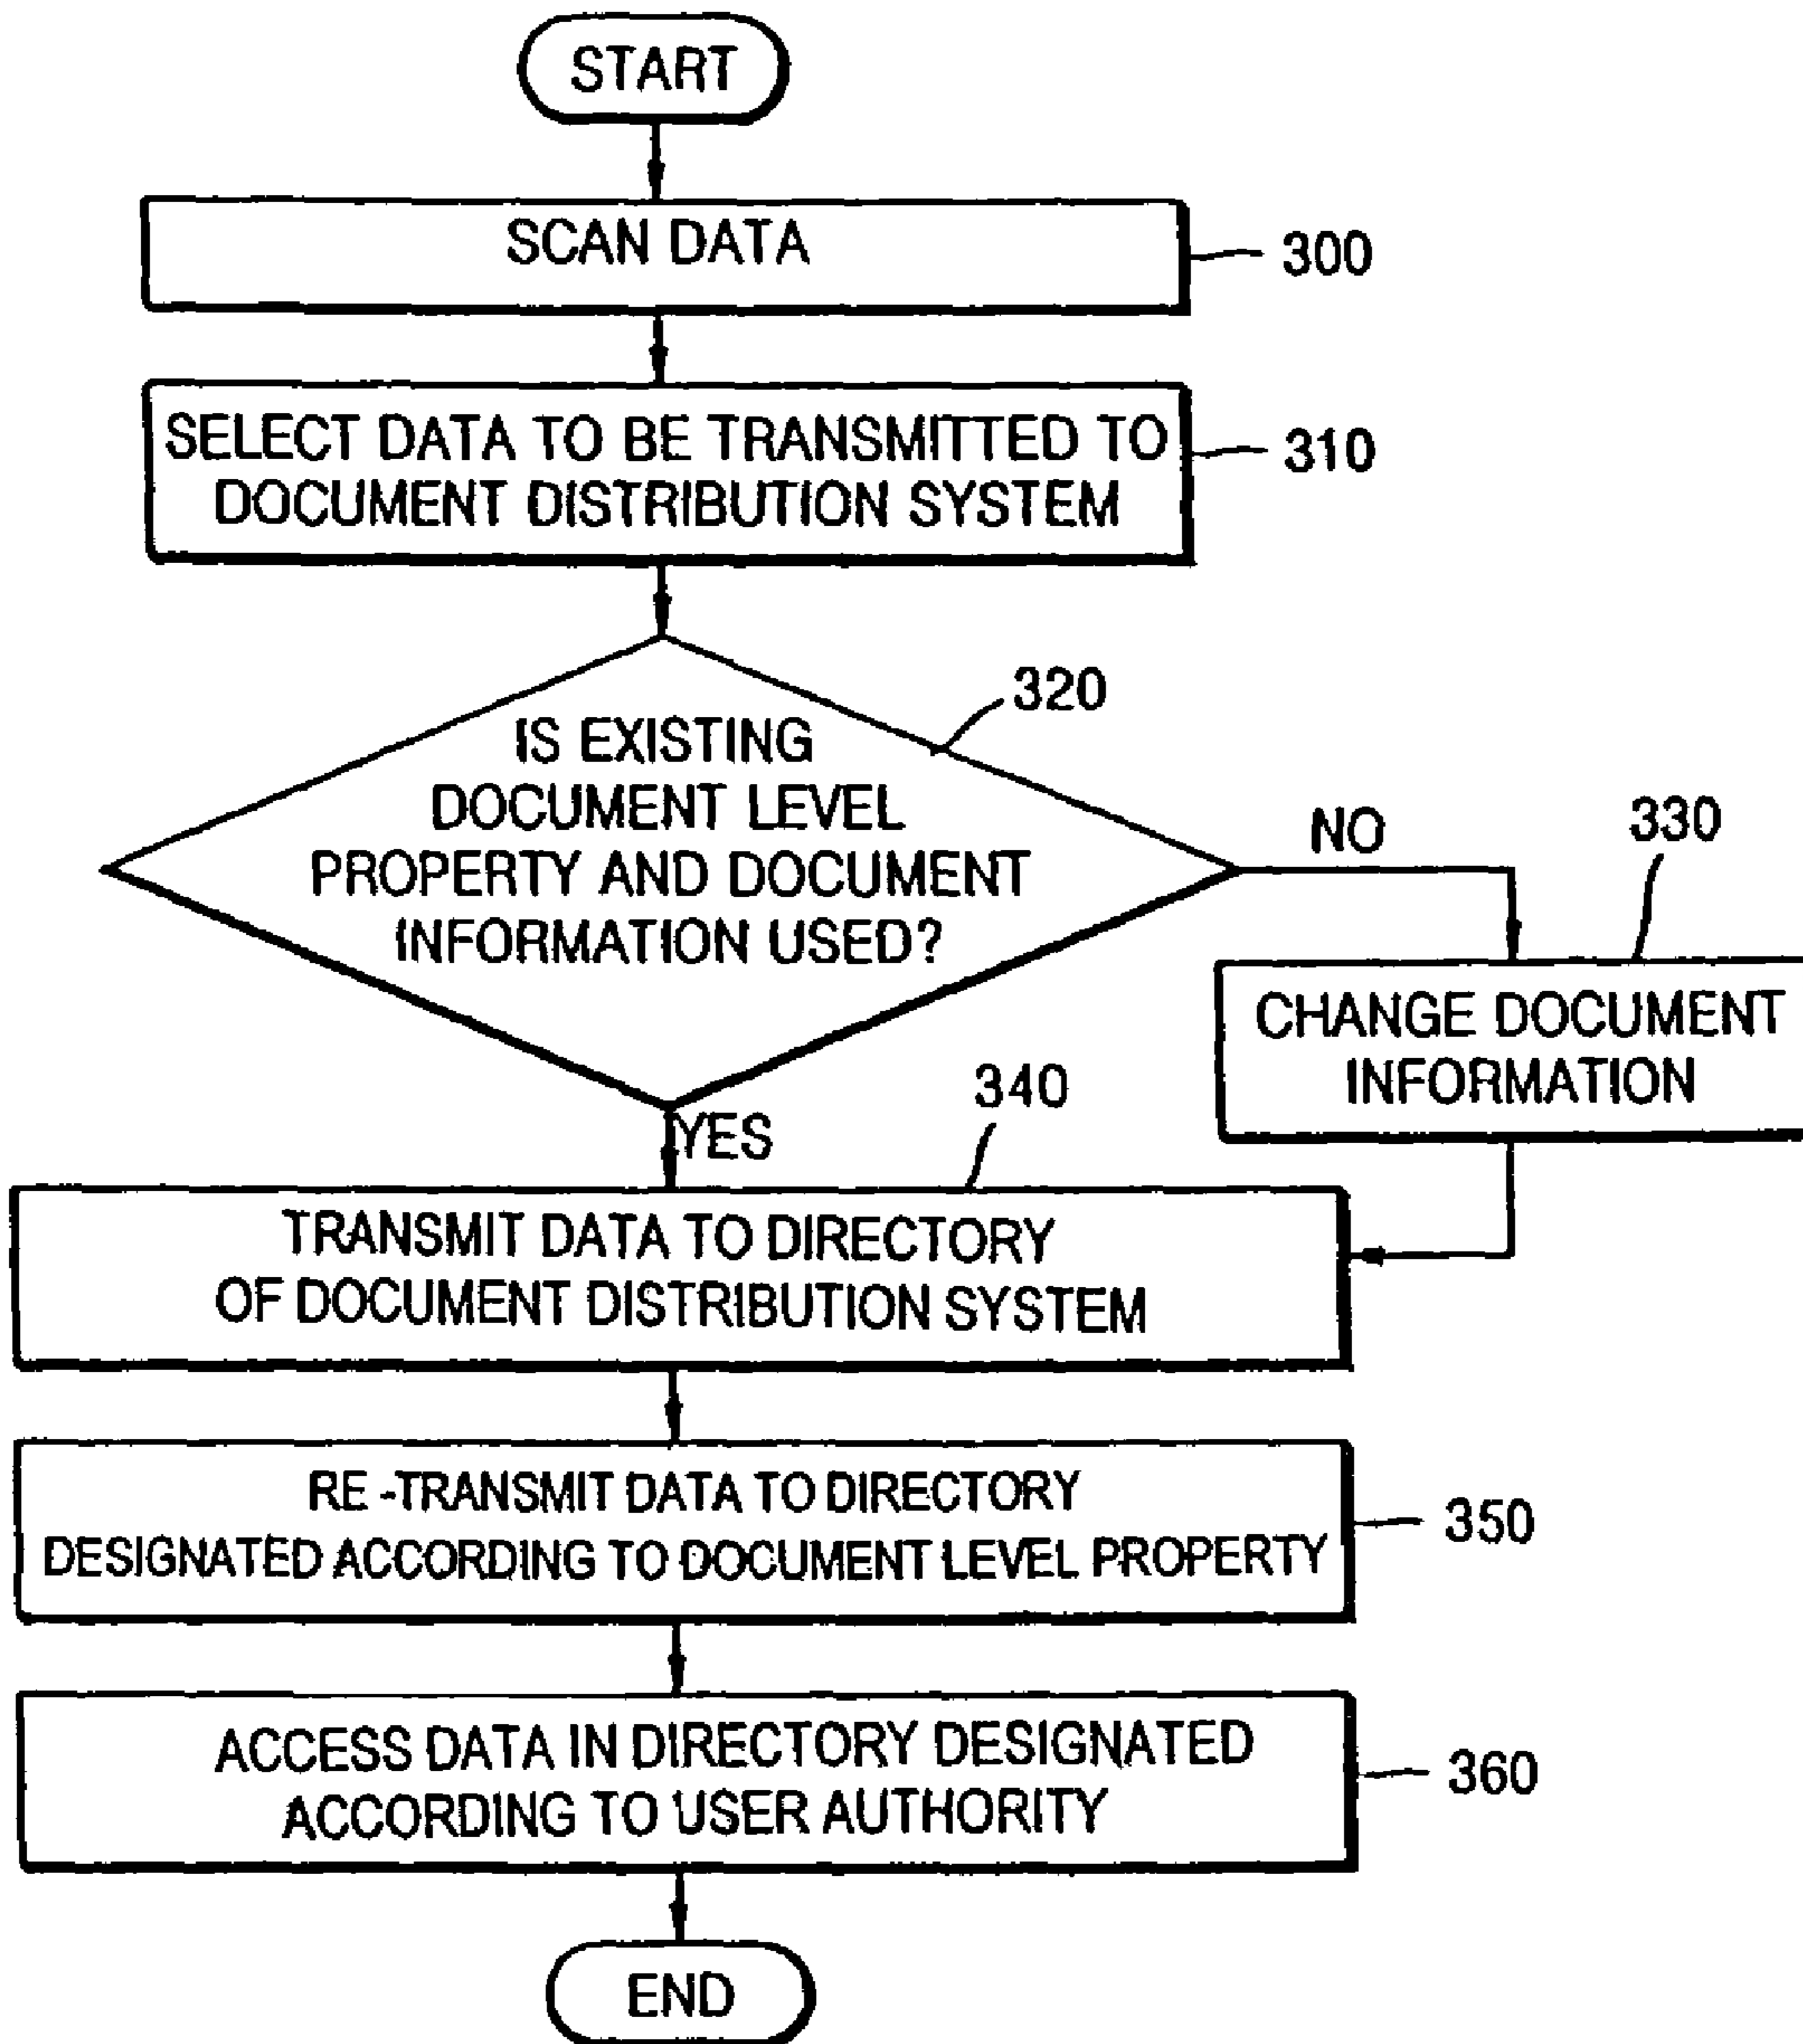 START
SCAN DATA
300
SELECT DATA TO BE TRANSMITTED TO
DOCUMENT DISTRIBUTION SYSTEM
310
320
IS EXISTING
DOCUMENT LEVEL
PROPERTY AND DOCUMENT
INFORMATION USED?
NO
330
CHANGE DOCUMENT
INFORMATION
YES
340
TRANSMIT DATA TO DIRECTORY
OF DOCUMENT DISTRIBUTION SYSTEM
RE-TRANSMIT DATA TO DIRECTORY
DESIGNATED ACCORDING TO DOCUMENT LEVEL PROPERTY
350
ACCESS DATA IN DIRECTORY DESIGNATED
ACCORDING TO USER AUTHORITY
360
END